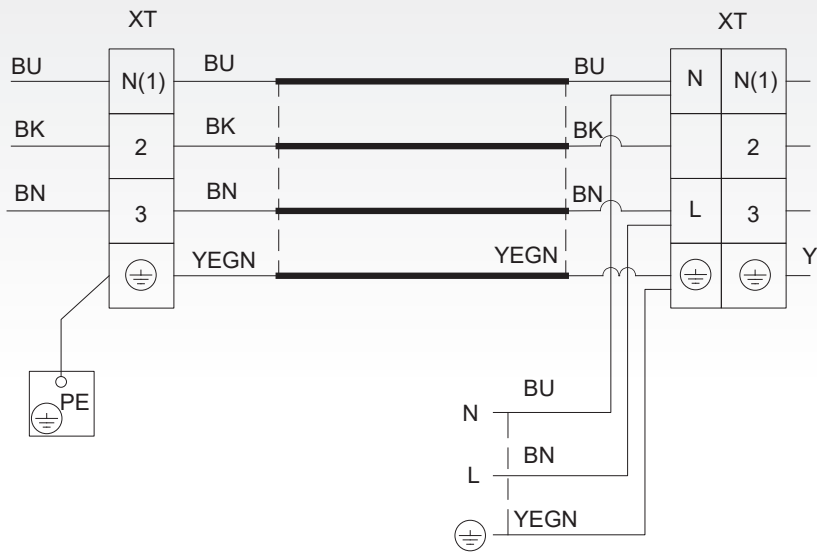 XT XT
BU N(1) BU BU N N(1)
BK 2 BK BK 2
BN 3 BN BN L 3
YEGN YEGN Y
PE
N BU
L BN
YEGN